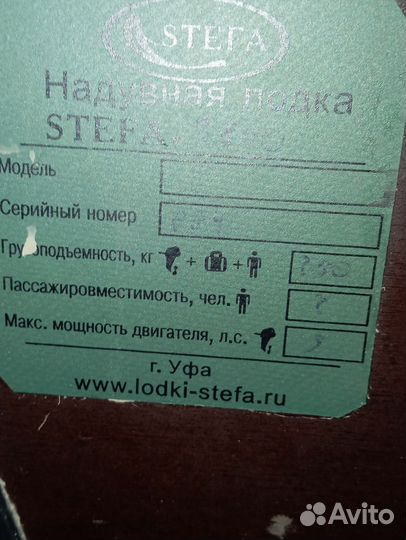 STEFA
Надувная лодка
STEFA
Модель
Серийный номер
Грузоподъемность, кг + +
Пассажировместимость, чел.
Макс. мощность двигателя, л.с.
г. Уфа
www.lodki-stefa.ru
Avito